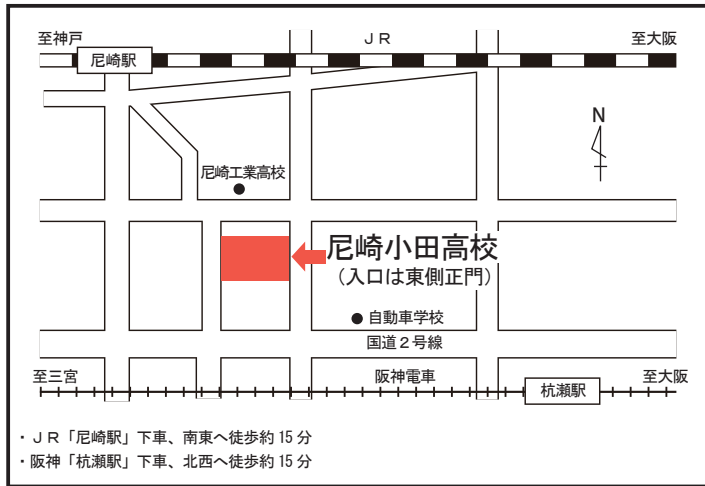 至神戸
ＪＲ
至大阪
尼崎駅
N
尼崎工業高校
尼崎小田高校
（入口は東側正門）
自動車学校
国道２号線
至三宮
阪神電車
至大阪
杭瀬駅
・ＪＲ「尼崎駅」下車、南東へ徒歩約 15 分
・阪神「杭瀬駅」下車、北西へ徒歩約 15 分